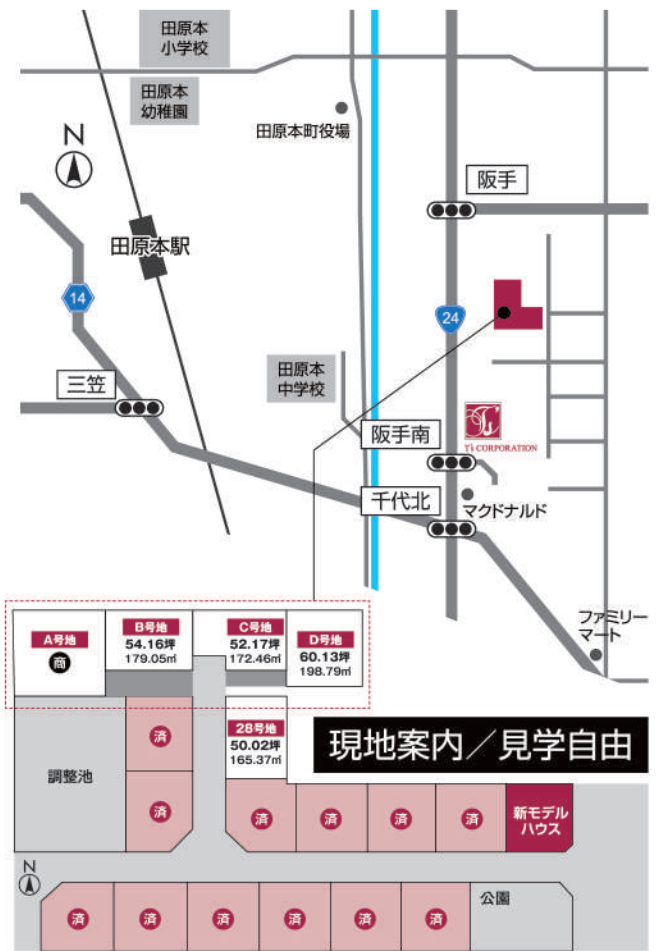 田原本
小学校
田原本
幼稚園
田原本町役場
N
阪手
田原本駅
14
24
田原本
中学校
三笠
T's
T's CORPORATION
阪手南
千代北
マクドナルド
ファミリー
マート
A号地
商
B号地
54.16坪
179.05㎡
C号地
52.17坪
172.46㎡
D号地
60.13坪
198.79㎡
28号地
50.02坪
165.37㎡
現地案内／見学自由
調整池
済
済
済
済
済
済
新モデル
ハウス
N
済
済
済
済
済
済
公園